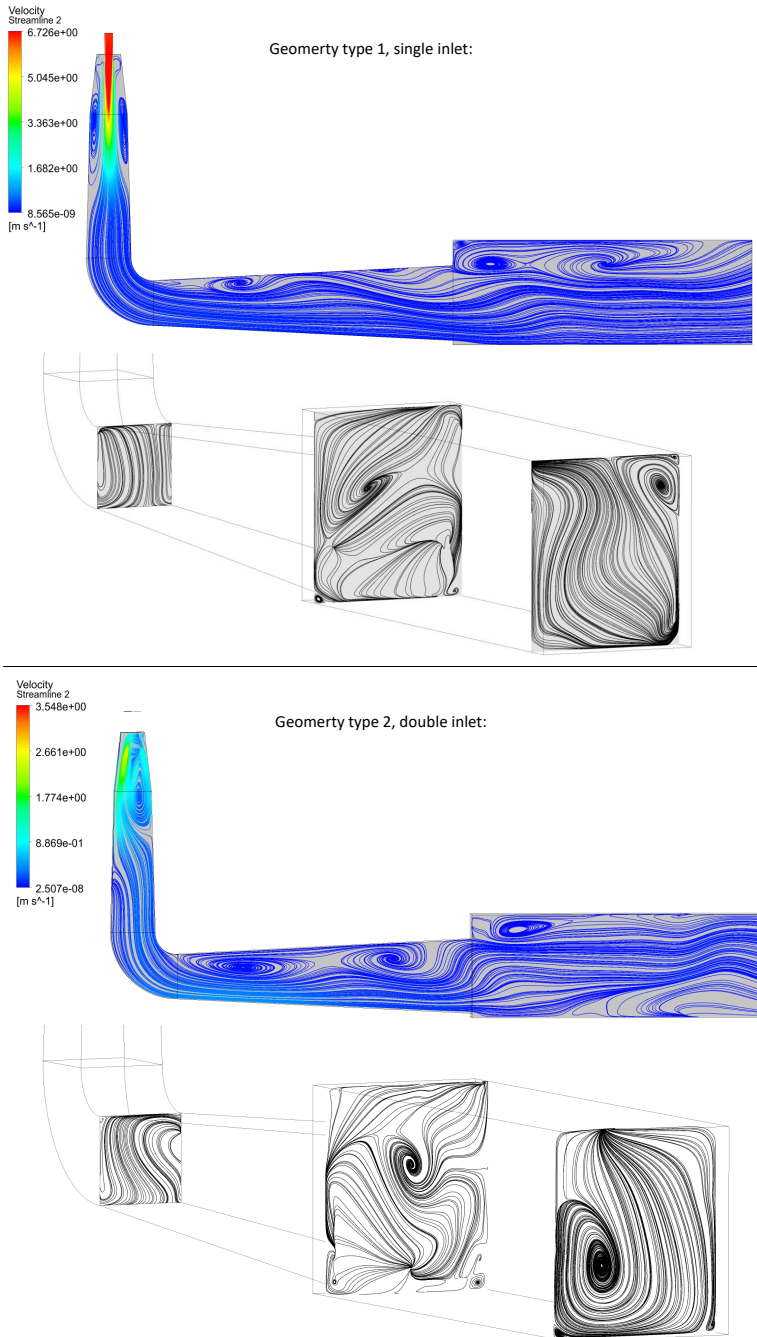 Velocity
Streamline 2
6.726e+00
Geomerty type 1, single inlet:
5.045e+00
3.363e+00
1.682e+00
8.565e-09
[m s^-1]
Velocity
Streamline 2
3.548e+00
Geomerty type 2, double inlet:
2.661e+00
1.774e+00
8.869e-01
2.507e-08
[m s^-1]